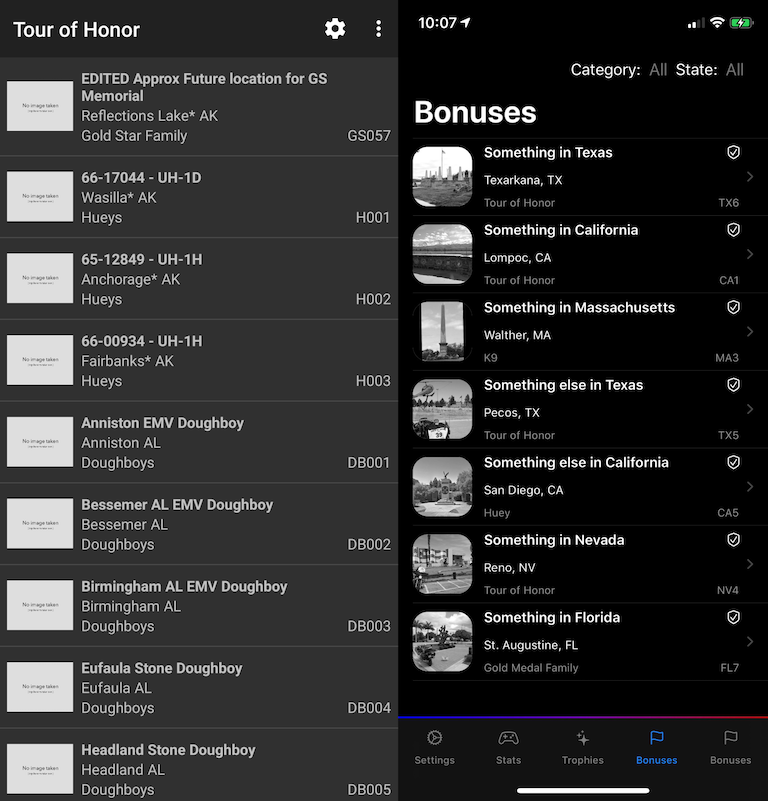 Tour of Honor
EDITED Approx Future location for GS
Memorial
Reflections Lake* AK
Gold Star Family GS057
No image taken
66-17044 - UH-1D
Wasilla* AK
Hueys H001
No image taken
65-12849 - UH-1H
Anchorage* AK
Hueys H002
No image taken
66-00934 - UH-1H
Fairbanks* AK
Hueys H003
No image taken
Anniston EMV Doughboy
Anniston AL
Doughboys DB001
No image taken
Bessemer AL EMV Doughboy
Bessemer AL
Doughboys DB002
No image taken
Birmingham AL EMV Doughboy
Birmingham AL
Doughboys DB003
No image taken
Eufaula Stone Doughboy
Eufaula AL
Doughboys DB004
No image taken
Headland Stone Doughboy
Headland AL
Doughboys DB005
No image taken
10:07
Category: All State: All
Bonuses
Something in Texas
Texarkana, TX
Tour of Honor TX6
Something in California
Lompoc, CA
Tour of Honor CA1
Something in Massachusetts
Walther, MA
K9 MA3
Something else in Texas
Pecos, TX
Tour of Honor TX5
39
Something else in California
San Diego, CA
Huey CA5
Something in Nevada
Reno, NV
Tour of Honor NV4
Something in Florida
St. Augustine, FL
Gold Medal Family FL7
Settings Stats Trophies Bonuses Bonuses